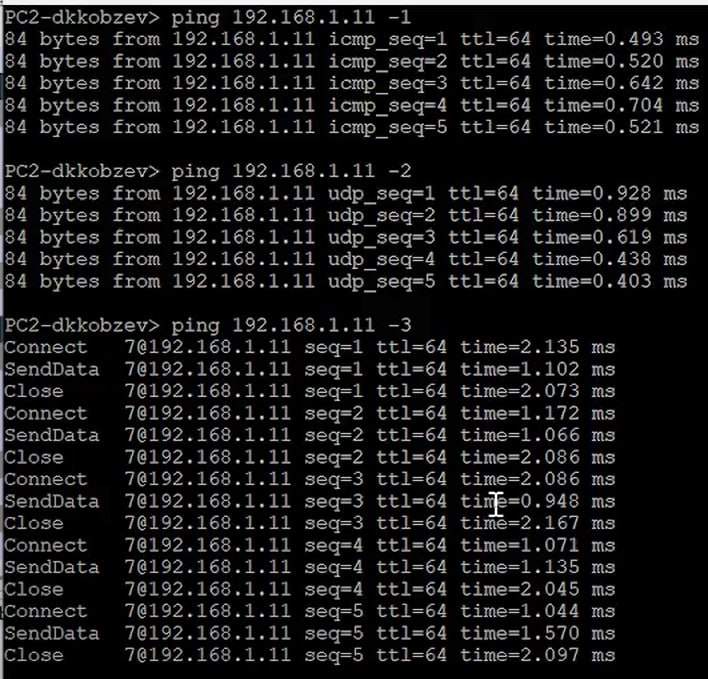 PC2-dkkobzev> ping 192.168.1.11 -1
84 bytes from 192.168.1.11 icmp_seq=1 ttl=64 time=0.493 ms
84 bytes from 192.168.1.11 icmp_seq=2 ttl=64 time=0.520 ms
84 bytes from 192.168.1.11 icmp_seq=3 ttl=64 time=0.642 ms
84 bytes from 192.168.1.11 icmp_seq=4 ttl=64 time=0.704 ms
84 bytes from 192.168.1.11 icmp_seq=5 ttl=64 time=0.521 ms
PC2-dkkobzev> ping 192.168.1.11 -2
84 bytes from 192.168.1.11 udp_seq=1 ttl=64 time=0.928 ms
84 bytes from 192.168.1.11 udp_seq=2 ttl=64 time=0.899 ms
84 bytes from 192.168.1.11 udp_seq=3 ttl=64 time=0.619 ms
84 bytes from 192.168.1.11 udp_seq=4 ttl=64 time=0.438 ms
84 bytes from 192.168.1.11 udp_seq=5 ttl=64 time=0.403 ms
PC2-dkkobzev> ping 192.168.1.11 -3
Connect   7@192.168.1.11 seq=1 ttl=64 time=2.135 ms
SendData  7@192.168.1.11 seq=1 ttl=64 time=1.102 ms
Close     7@192.168.1.11 seq=1 ttl=64 time=2.073 ms
Connect   7@192.168.1.11 seq=2 ttl=64 time=1.172 ms
SendData  7@192.168.1.11 seq=2 ttl=64 time=1.066 ms
Close     7@192.168.1.11 seq=2 ttl=64 time=2.086 ms
Connect   7@192.168.1.11 seq=3 ttl=64 time=2.086 ms
SendData  7@192.168.1.11 seq=3 ttl=64 time=0.948 ms
Close     7@192.168.1.11 seq=3 ttl=64 time=2.167 ms
Connect   7@192.168.1.11 seq=4 ttl=64 time=1.071 ms
SendData  7@192.168.1.11 seq=4 ttl=64 time=1.135 ms
Close     7@192.168.1.11 seq=4 ttl=64 time=2.045 ms
Connect   7@192.168.1.11 seq=5 ttl=64 time=1.044 ms
SendData  7@192.168.1.11 seq=5 ttl=64 time=1.570 ms
Close     7@192.168.1.11 seq=5 ttl=64 time=2.097 ms